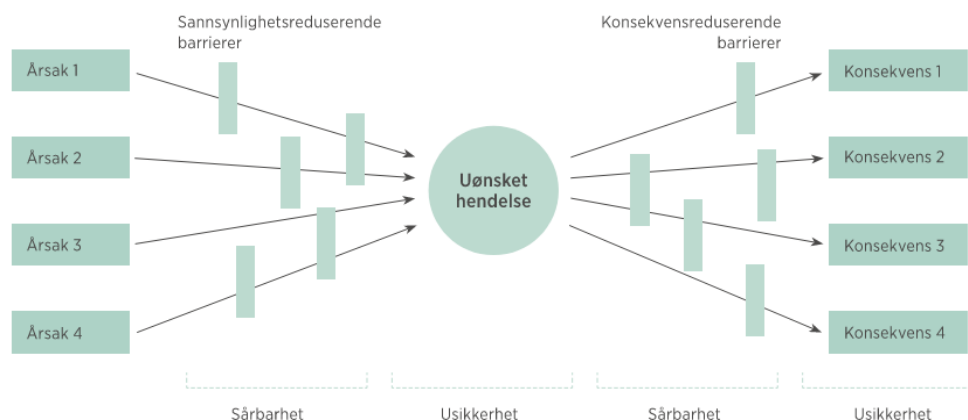 Sannsynlighetsreduserende
barrierer
Konsekvensreduserende
barrierer
Årsak 1
Årsak 2
Årsak 3
Årsak 4
Uønsket
hendelse
Konsekvens 1
Konsekvens 2
Konsekvens 3
Konsekvens 4
Sårbarhet
Usikkerhet
Sårbarhet
Usikkerhet